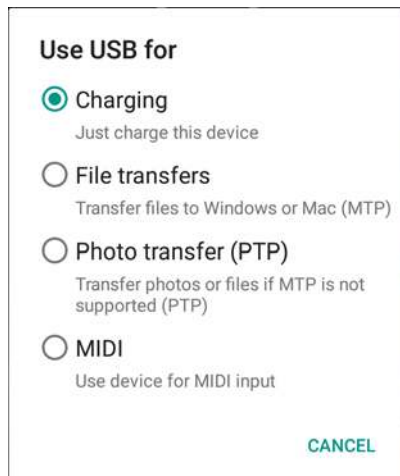 Use USB for
Charging
Just charge this device
File transfers
Transfer files to Windows or Mac (MTP)
Photo transfer (PTP)
Transfer photos or files if MTP is not
supported (PTP)
MIDI
Use device for MIDI input
CANCEL